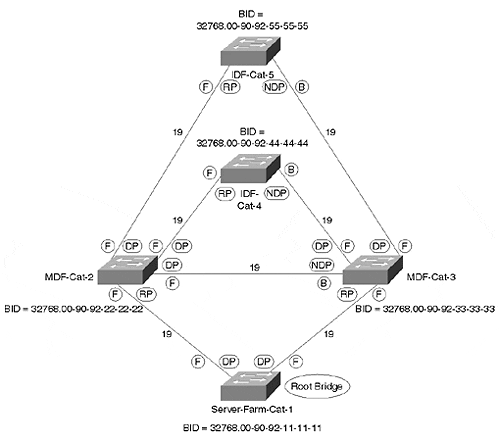 BID =
32768.00-90-92-55-55-55
IDF-Cat-5
F RP NDP B
19 19
BID =
32768.00-90-92-44-44-44
F B
RP IDF-Cat-4 NDP
19 19
F DP F DP DP F DP F
MDF-Cat-2 DP 19 NDP MDF-Cat-3
F RP F B RP F
BID = 32768.00-90-92-22-22-22 BID = 32768.00-90-92-33-33-33
19 19
F DP DP F
Root Bridge
Server-Farm-Cat-1
BID = 32768.00-90-92-11-11-11